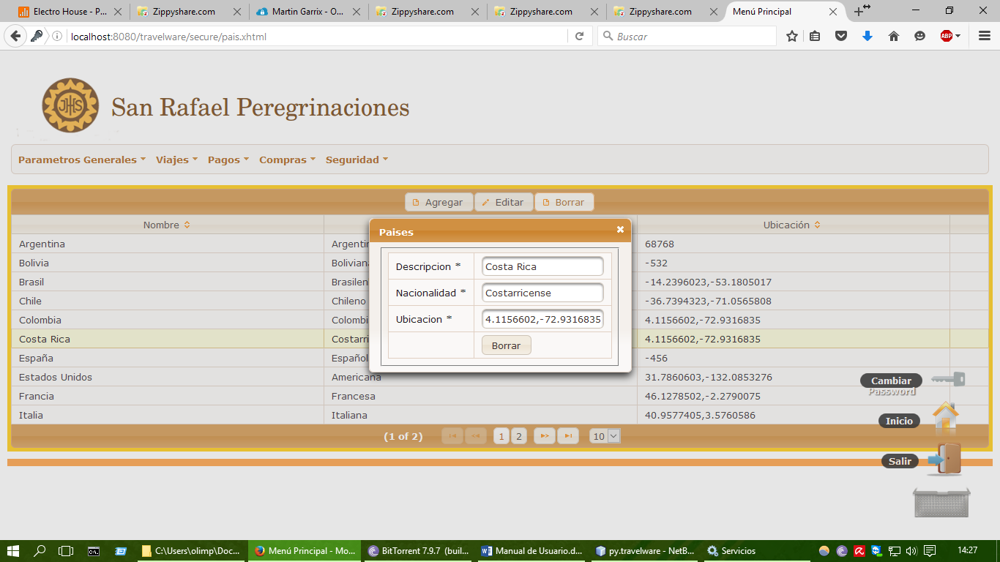 Electro House - P...
Zippyshare.com
Martin Garrix - O...
Zippyshare.com
Zippyshare.com
Zippyshare.com
Menú Principal
localhost:8080/travelware/secure/pais.xhtml
Buscar
ABP
JHS
San Rafael Peregrinaciones
Parametros Generales
Viajes
Pagos
Compras
Seguridad
Agregar
Editar
Borrar
Nombre
Ubicación
Argentina
68768
Bolivia
-532
Brasil
-14.2396023,-53.1805017
Chile
Chileno
-36.7394323,-71.0565808
Colombia
4.1156602,-72.9316835
Costa Rica
4.1156602,-72.9316835
España
Español
-456
Estados Unidos
Americana
31.7860603,-132.0853276
Francia
Francesa
46.1278502,-2.2790075
Italia
Italiana
40.9577405,3.5760586
(1 of 2)
1
2
10
Paises
Descripcion *
Costa Rica
Nacionalidad *
Costarricense
Ubicacion *
4.1156602,-72.9316835
Borrar
Cambiar
Password
Inicio
Salir
C:\Users\olimp\Doc...
Menú Principal - Mo...
BitTorrent 7.9.7 (buil...
Manual de Usuario.d...
py.travelware - NetB...
Servicios
14:27